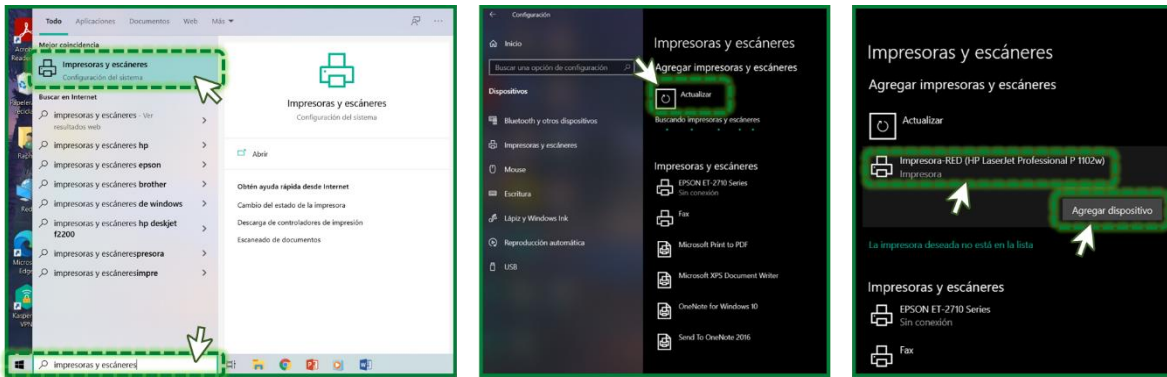 Todo Aplicaciones Documentos Web Más
Mejor coincidencia
Impresoras y escáneres
Configuración del sistema
Buscar en Internet
impresoras y escáneres - Ver
resultados web
impresoras y escáneres hp
impresoras y escáneres epson
impresoras y escáneres brother
impresoras y escáneres de windows
impresoras y escáneres hp deskjet
f2200
impresoras y escánerespresora
impresoras y escáneresimpre
impresoras y escáneres
Impresoras y escáneres
Configuración del sistema
Abrir
Obtén ayuda rápida desde Internet
Cambio del estado de la impresora
Descarga de controladores de impresión
Escaneado de documentos
Configuración
Inicio
Buscar una opción de configuración
Dispositivos
Bluetooth y otros dispositivos
Impresoras y escáneres
Mouse
Escritura
Lápiz y Windows Ink
Reproducción automática
USB
Impresoras y escáneres
Agregar impresoras y escáneres
Actualizar
Buscando impresoras y escáneres
Impresoras y escáneres
EPSON ET-2710 Series
Sin conexión
Fax
Microsoft Print to PDF
Microsoft XPS Document Writer
OneNote for Windows 10
Send To OneNote 2016
Impresoras y escáneres
Agregar impresoras y escáneres
Actualizar
Impresora-RED (HP LaserJet Professional P 1102w)
Impresora
Agregar dispositivo
La impresora deseada no está en la lista
Impresoras y escáneres
EPSON ET-2710 Series
Sin conexión
Fax